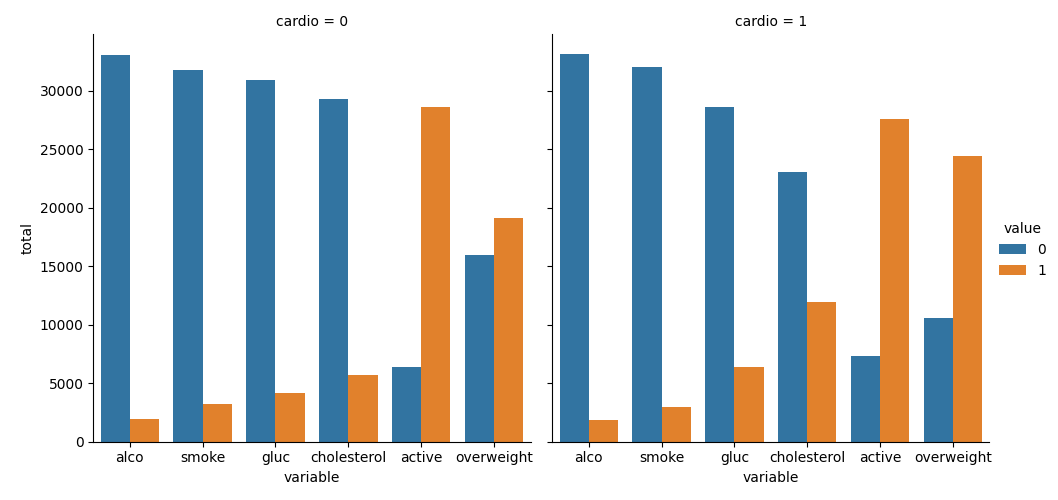 cardio = 0
cardio = 1
total
30000
25000
20000
15000
10000
5000
0
alco smoke gluc cholesterol active overweight
variable
alco smoke gluc cholesterol active overweight
variable
value
0
1